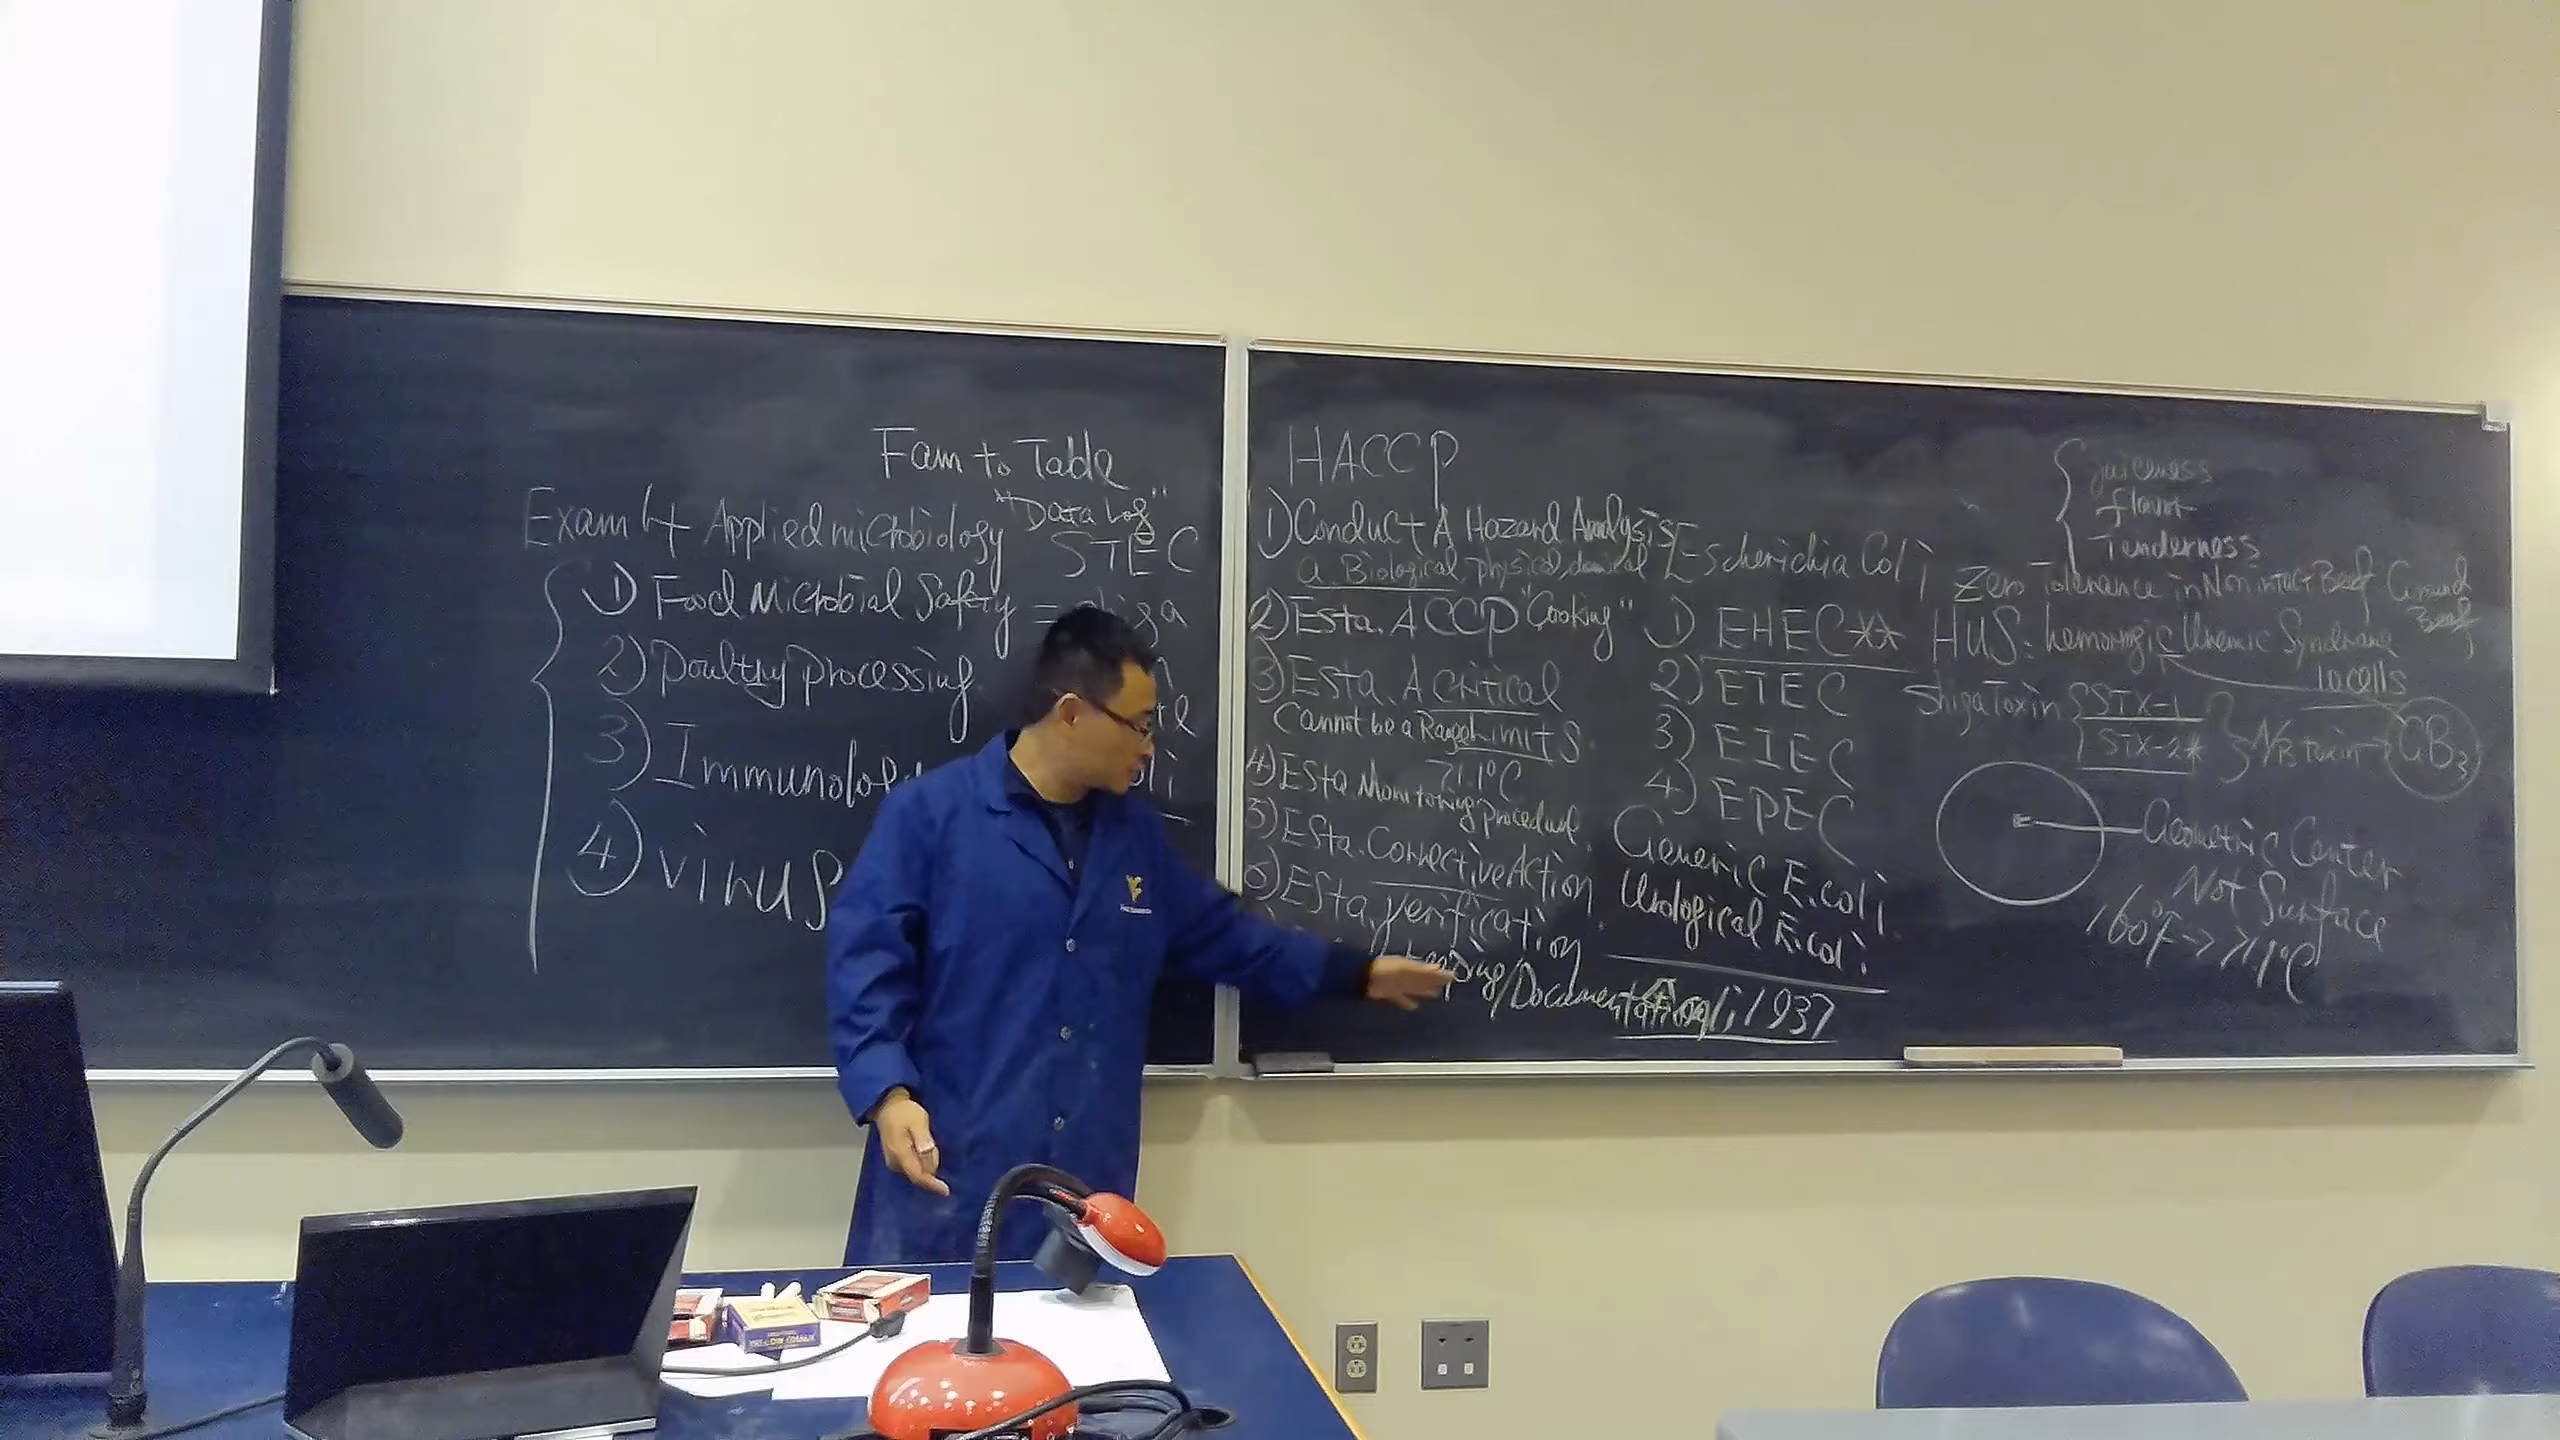 Fam to Table
"Data Log"
Exam 4 Applied microbiology STEC
1) Food Microbial Safety =
2) Poultry processing
3) Immunolo
4) virus
HACCP
1) Conduct A Hazard Analysis
a. Biological, physical, chemical
2) Esta. A CCP "Cooking"
3) Esta. A critical
Cannot be a Range Limits
71.1°C
4) Esta. Monitoring procedure.
5) Esta. Corrective Action
6) Esta. verification
/Documentation
Escherichia Coli
1) EHEC**
2) ETEC
3) EIEC
4) EPEC
Generic E. coli
Urological E. coli
1937
Juiceness
flavor
Tenderness
Zero Tolerance in Non intact Beef Ground
Beef
HUS: hemorrogic Uremic Syndrome
10 cells
Shiga Toxin STX-1
STX-2*
GB3
Geometric Center
Not Surface
160°F → 71.1°C